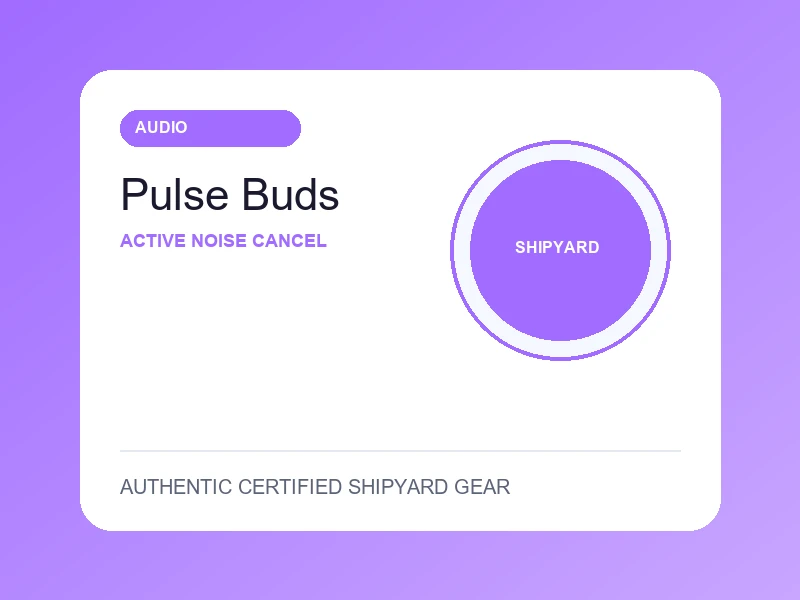 AUDIO
Pulse Buds
ACTIVE NOISE CANCEL
SHIPYARD
AUTHENTIC CERTIFIED SHIPYARD GEAR